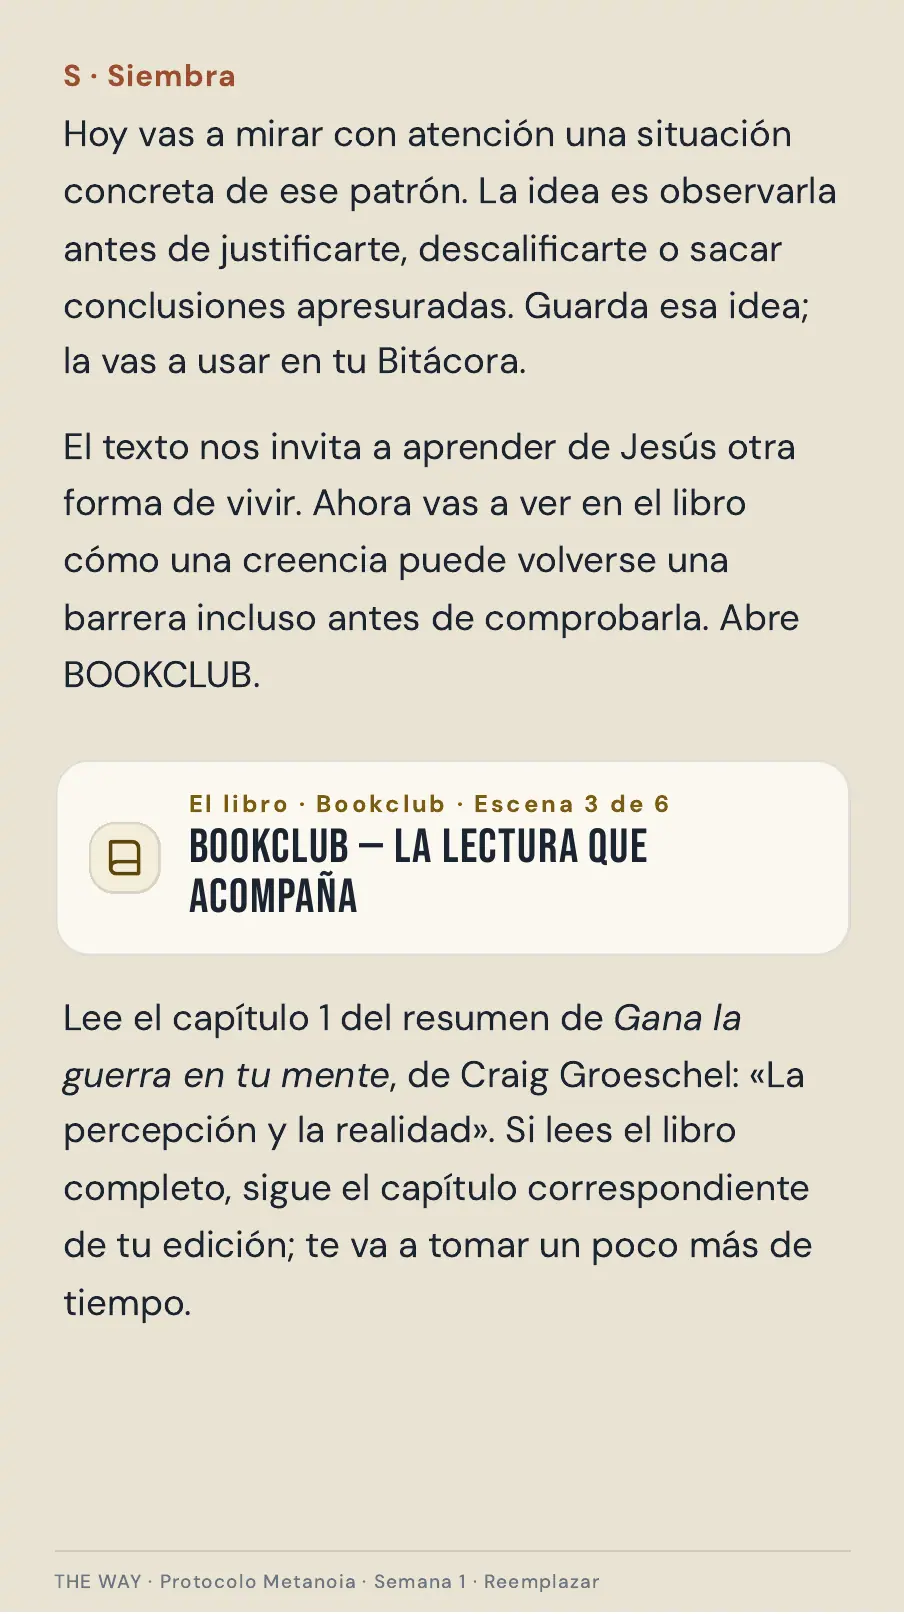 S · Siembra
Hoy vas a mirar con atención una situación
concreta de ese patrón. La idea es observarla
antes de justificarte, descalificarte o sacar
conclusiones apresuradas. Guarda esa idea;
la vas a usar en tu Bitácora.
El texto nos invita a aprender de Jesús otra
forma de vivir. Ahora vas a ver en el libro
cómo una creencia puede volverse una
barrera incluso antes de comprobarla. Abre
BOOKCLUB.
El libro · Bookclub · Escena 3 de 6
BOOKCLUB — LA LECTURA QUE
ACOMPAÑA
Lee el capítulo 1 del resumen de Gana la
guerra en tu mente, de Craig Groeschel: «La
percepción y la realidad». Si lees el libro
completo, sigue el capítulo correspondiente
de tu edición; te va a tomar un poco más de
tiempo.
THE WAY · Protocolo Metanoia · Semana 1 · Reemplazar